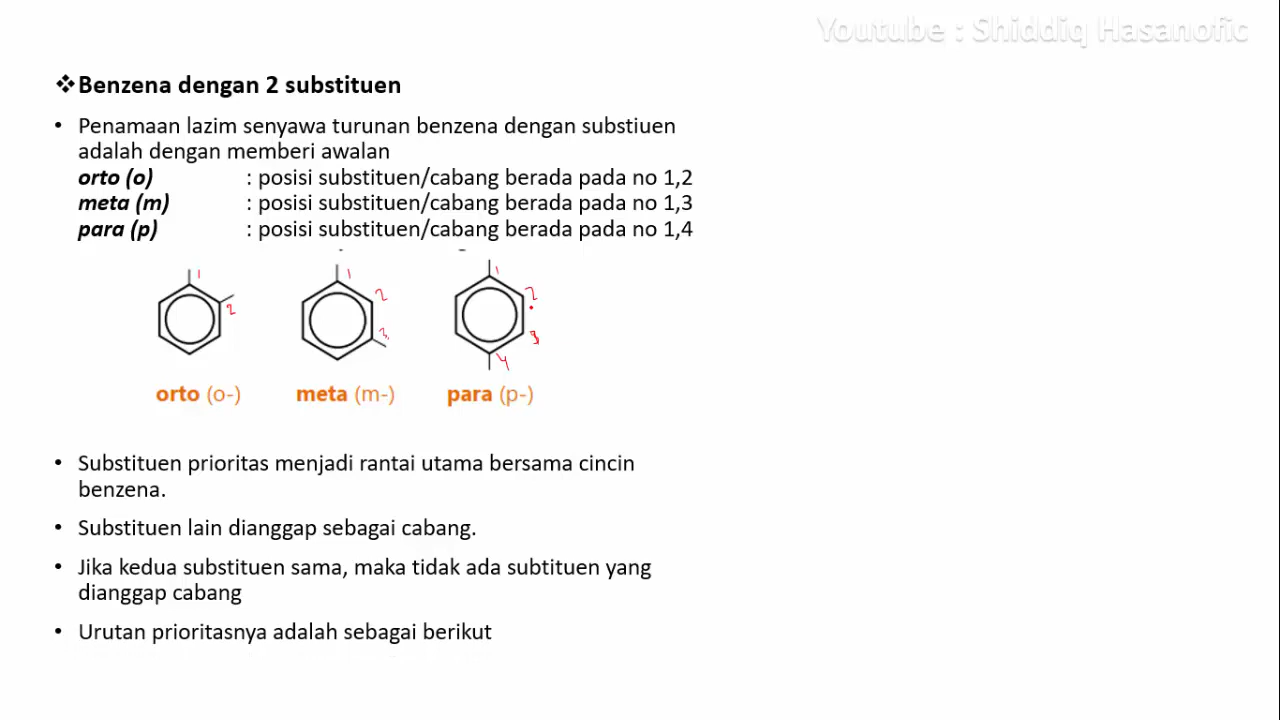 Youtube : Shiddiq Hasanofic
❖Benzena dengan 2 substituen
• Penamaan lazim senyawa turunan benzena dengan substiuen
adalah dengan memberi awalan
orto (o) : posisi substituen/cabang berada pada no 1,2
meta (m) : posisi substituen/cabang berada pada no 1,3
para (p) : posisi substituen/cabang berada pada no 1,4
1 1 1
2 2 2
3 3
4
orto (o-) meta (m-) para (p-)
• Substituen prioritas menjadi rantai utama bersama cincin
benzena.
• Substituen lain dianggap sebagai cabang.
• Jika kedua substituen sama, maka tidak ada subtituen yang
dianggap cabang
• Urutan prioritasnya adalah sebagai berikut